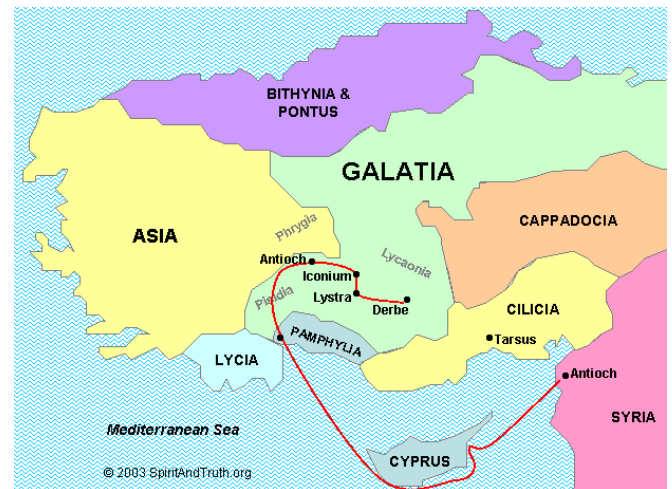 BITHYNIA &
PONTUS
GALATIA
ASIA
Phrygia
CAPPADOCIA
Antioch
Lycaonia
Iconium
Pisidia
Lystra
Derbe
CILICIA
PAMPHYLIA
Tarsus
LYCIA
Antioch
Mediterranean Sea
SYRIA
CYPRUS
© 2003 SpiritAndTruth.org